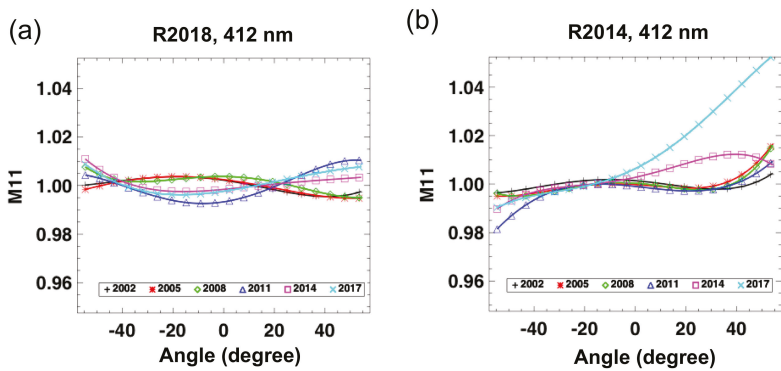 (a)
R2018, 412 nm
M11
1.04
1.02
1.00
0.98
0.96
2002 2005 2008 2011 2014 2017
-40 -20 0 20 40
Angle (degree)
(b)
R2014, 412 nm
M11
1.04
1.02
1.00
0.98
0.96
2002 2005 2008 2011 2014 2017
-40 -20 0 20 40
Angle (degree)